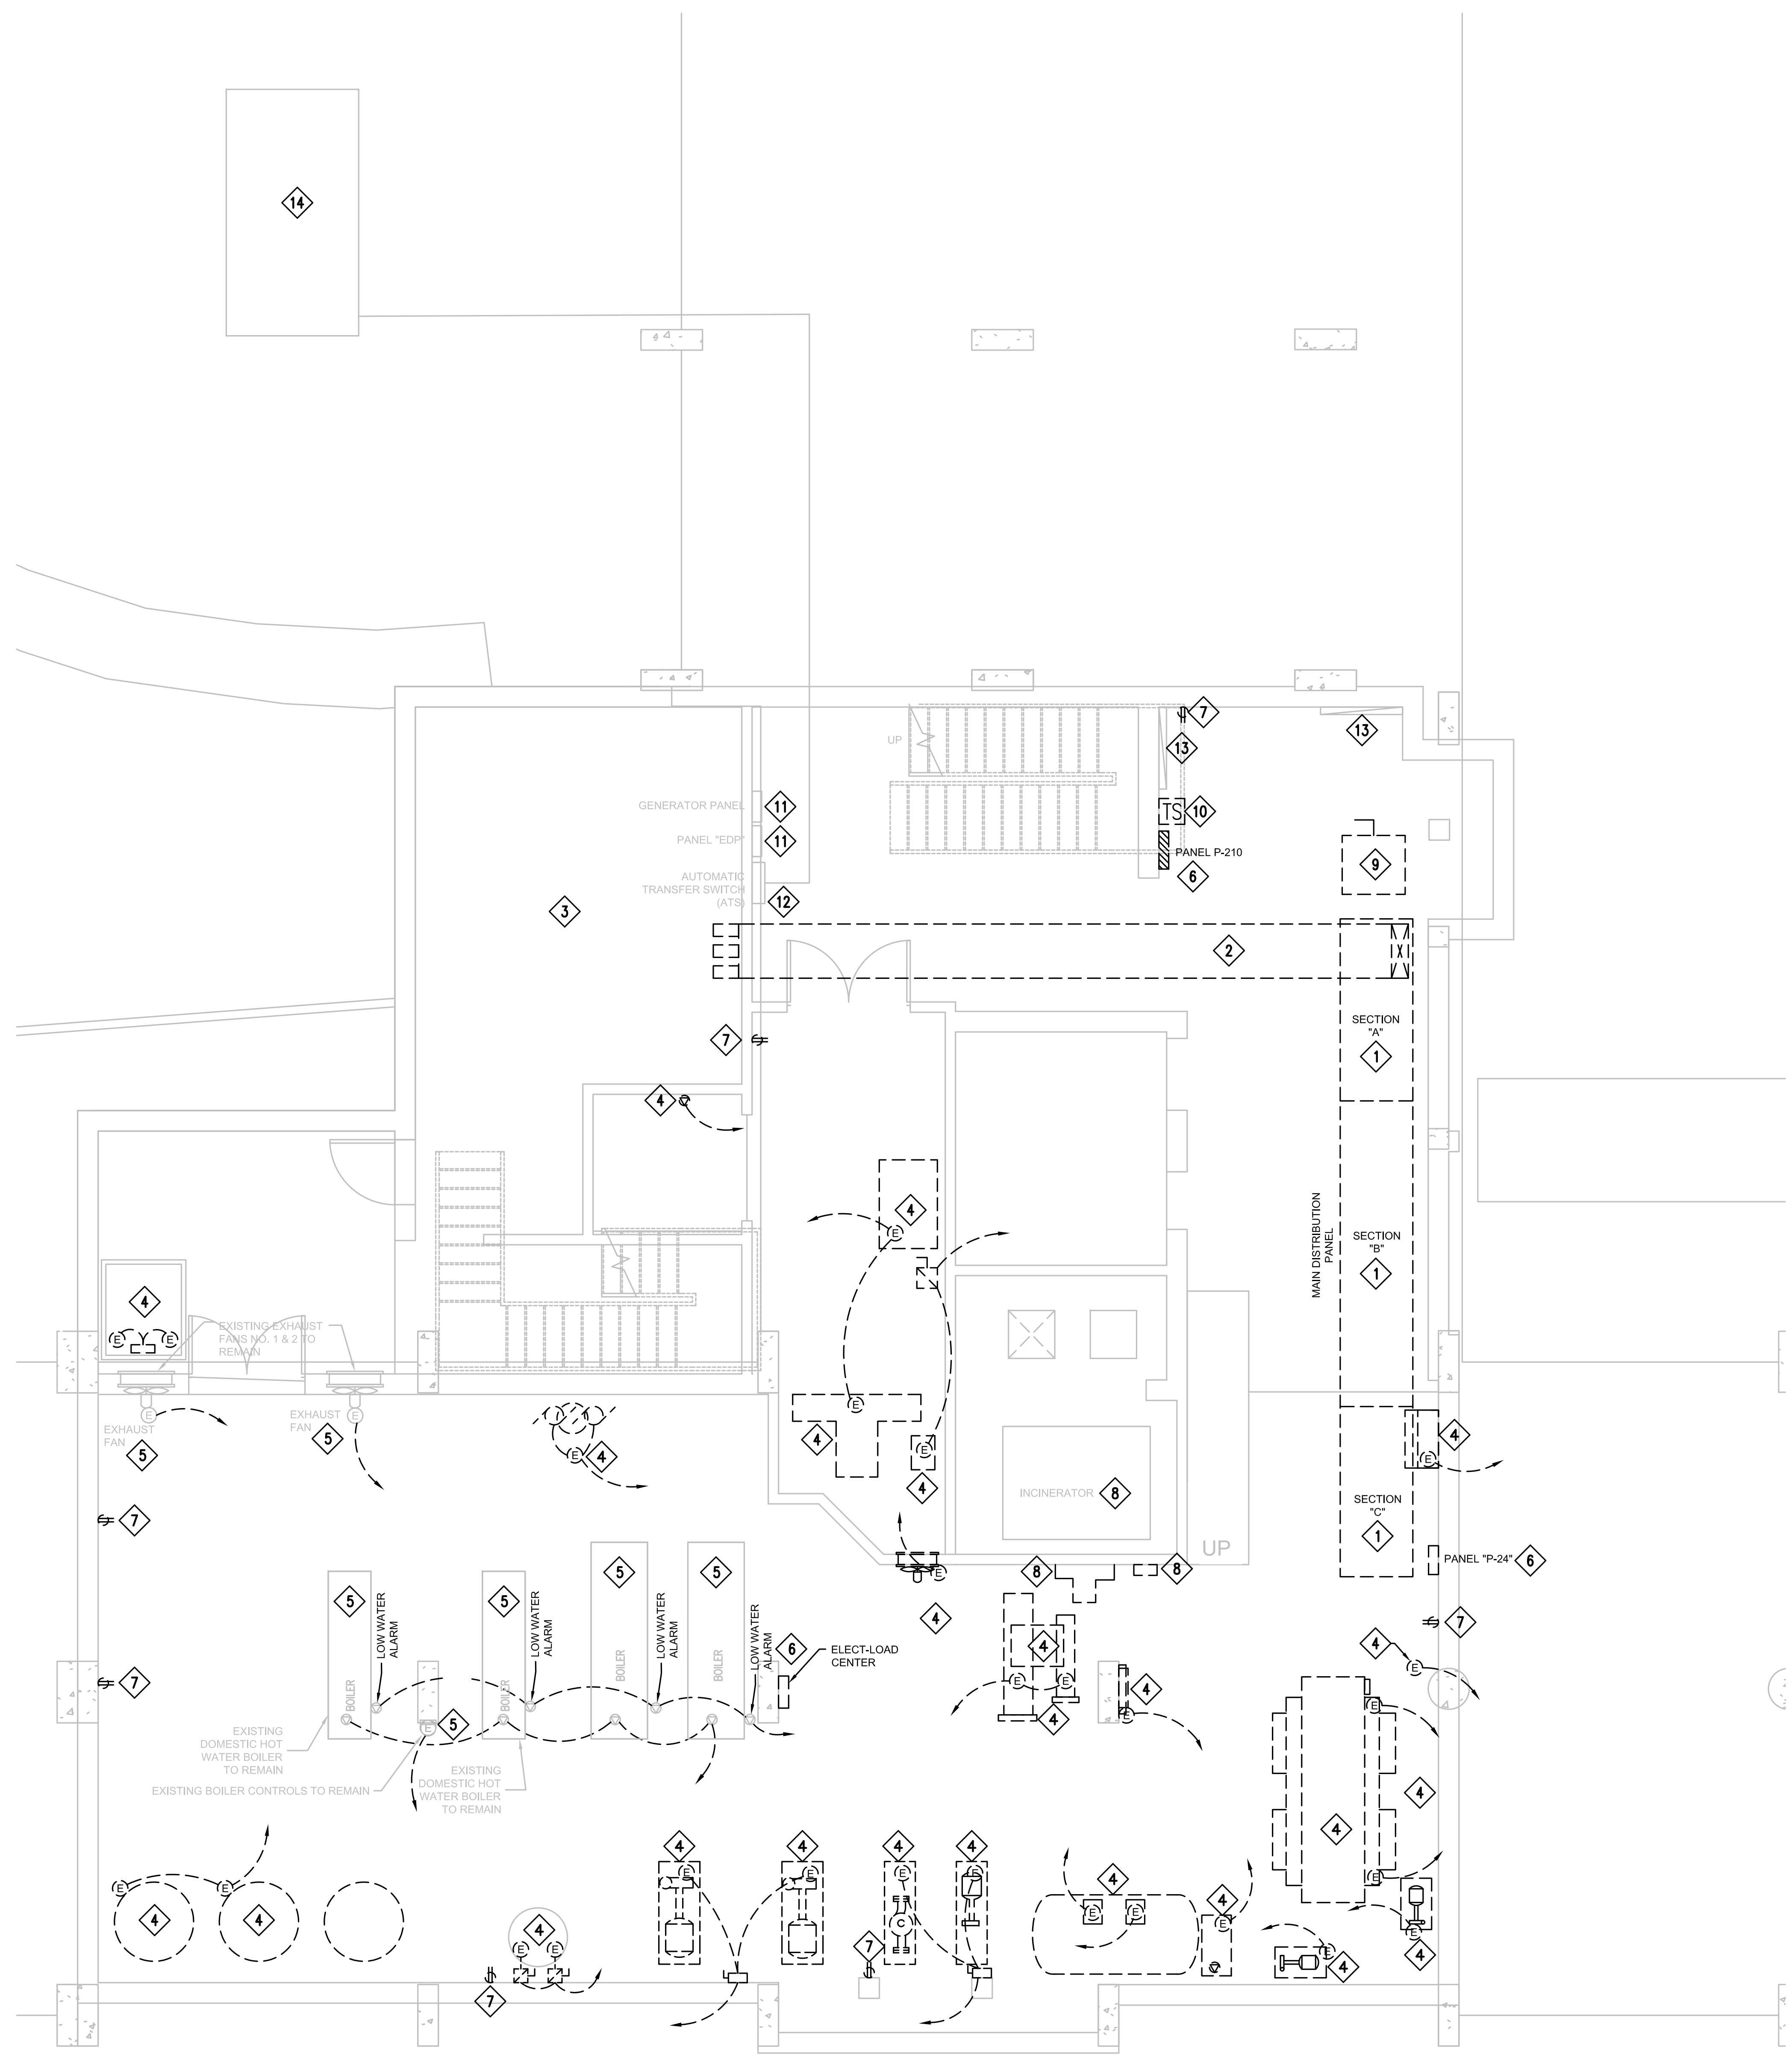 14
UP
7
13
13
GENERATOR PANEL
11
TS
10
PANEL "EDP"
11
PANEL P-210
6
9
AUTOMATIC
TRANSFER SWITCH
(ATS)
12
3
2
SECTION
"A"
1
7
4
MAIN DISTRIBUTION
PANEL
SECTION
"B"
1
4
E
4
E
E
EXISTING EXHAUST
FANS NO. 1 & 2 TO
REMAIN
E
EXHAUST
FAN
5
E
EXHAUST
FAN
5
E
4
E
4
E
4
E
4
INCINERATOR
8
SECTION
"C"
1
UP
7
PANEL "P-24"
6
8
8
E
4
5
5
5
5
LOW WATER
ALARM
LOW WATER
ALARM
LOW WATER
ALARM
LOW WATER
ALARM
BOILER
BOILER
BOILER
BOILER
6
ELECT-LOAD
CENTER
4
E
E
4
4
E
7
4
E
7
E
5
EXISTING
DOMESTIC HOT
WATER BOILER
TO REMAIN
EXISTING BOILER CONTROLS TO REMAIN
EXISTING
DOMESTIC HOT
WATER BOILER
TO REMAIN
E
4
4
E
E
E
4
4
4
E
E
4
E
4
E
4
E
4
E
4
E
E
4
E
7
7
4
E
E
4
E
4
E
4